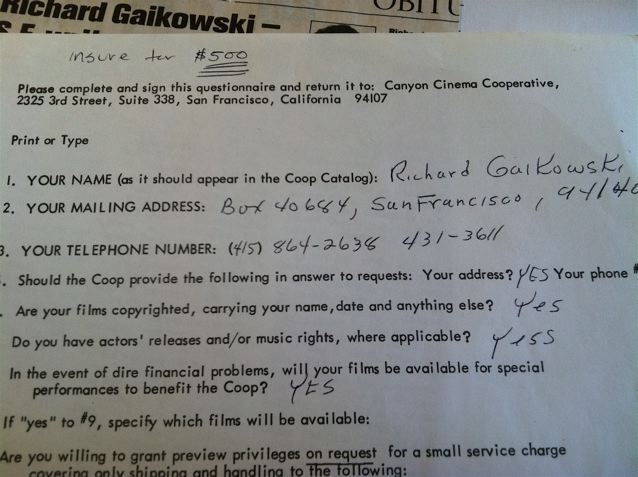 Richard Gaikowski –
OBITU
insure for $500
Please complete and sign this questionnaire and return it to: Canyon Cinema Cooperative,
2325 3rd Street, Suite 338, San Francisco, California 94107
Print or Type
1. YOUR NAME (as it should appear in the Coop Catalog): Richard Gaikowski
2. YOUR MAILING ADDRESS: Box 40684, San Francisco, 94140
3. YOUR TELEPHONE NUMBER: (415) 864-2638 431-3611
. Should the Coop provide the following in answer to requests: Your address? YES Your phone #
. Are your films copyrighted, carrying your name, date and anything else? Yes
Do you have actors' releases and/or music rights, where applicable? Yess
In the event of dire financial problems, will your films be available for special
performances to benefit the Coop? YES
If "yes" to #9, specify which films will be available:
Are you willing to grant preview privileges on request for a small service charge
covering only shipping and handling to the following: